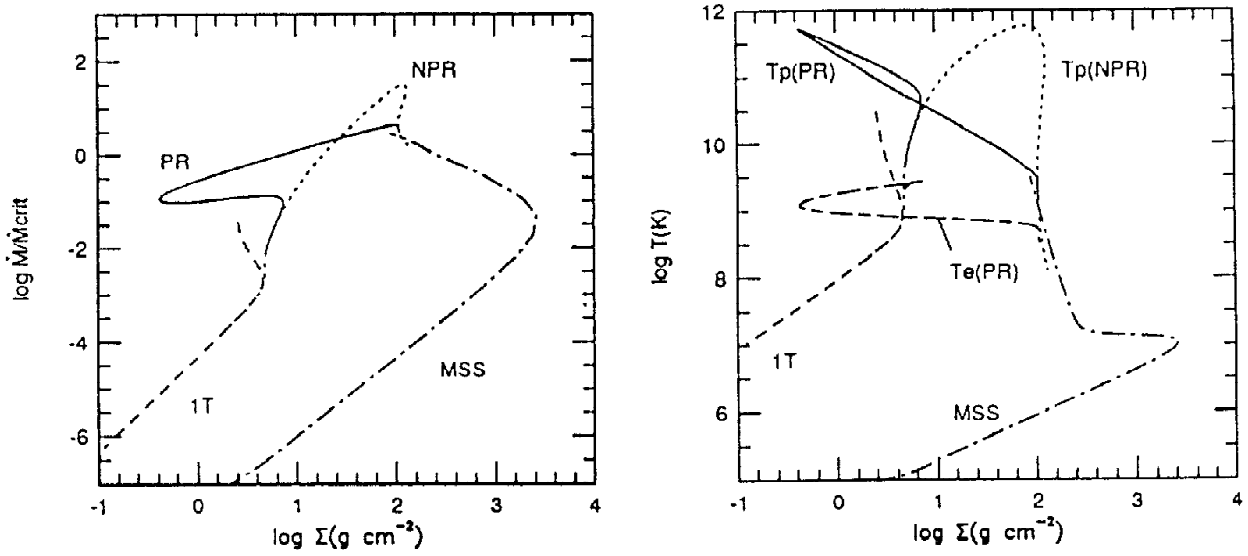 2
0
-2
-4
-6
log Ṁ/Ṁcrit
NPR
PR
MSS
1T
-1
0
1
2
3
4
log Σ(g cm⁻²)
12
10
8
6
log T(K)
Tp(PR)
Tp(NPR)
Te(PR)
1T
MSS
-1
0
1
2
3
4
log Σ(g cm⁻²)